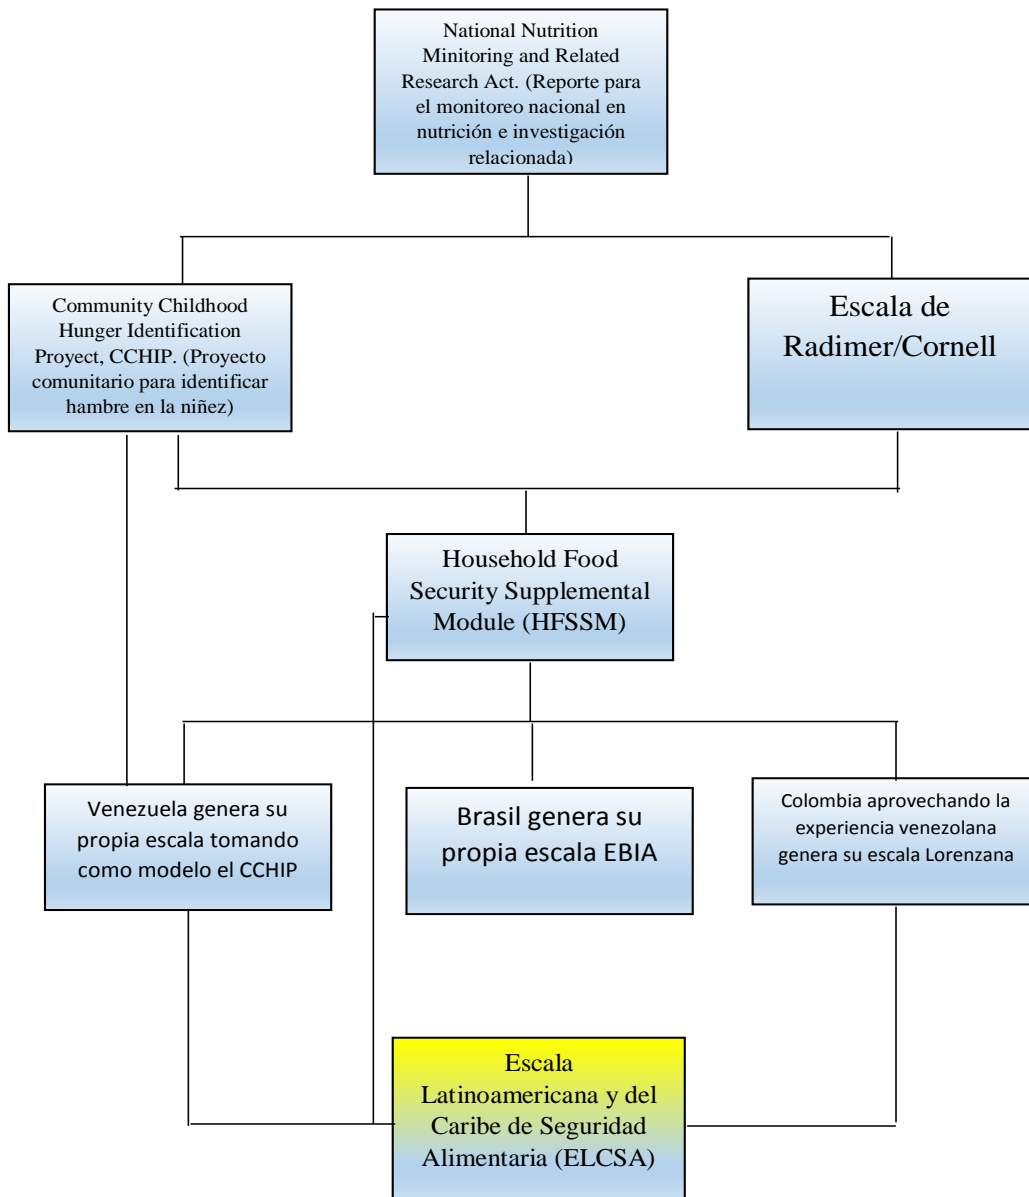 National Nutrition
Minitoring and Related
Research Act. (Reporte para
el monitoreo nacional en
nutrición e investigación
relacionada)
Community Childhood
Hunger Identification
Proyect, CCHIP. (Proyecto
comunitario para identificar
hambre en la niñez)
Escala de
Radimer/Cornell
Household Food
Security Supplemental
Module (HFSSM)
Venezuela genera su
propia escala tomando
como modelo el CCHIP
Brasil genera su
propia escala EBIA
Colombia aprovechando la
experiencia venezolana
genera su escala Lorenzana
Escala
Latinoamericana y del
Caribe de Seguridad
Alimentaria (ELCSA)